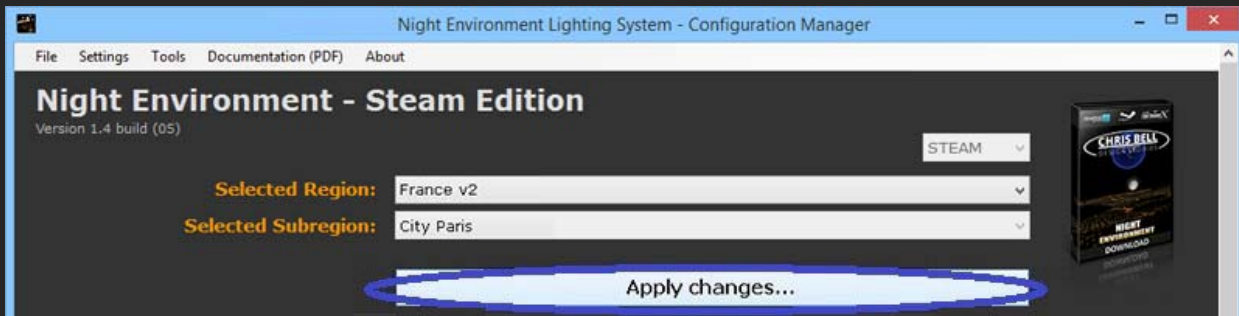 Night Environment Lighting System - Configuration Manager
File Settings Tools Documentation (PDF) About
Night Environment - Steam Edition
Version 1.4 build (05)
STEAM
Selected Region: France v2
Selected Subregion: City Paris
Apply changes...
CHRIS BELL
NIGHT
ENVIRONMENT
DOWNLOAD